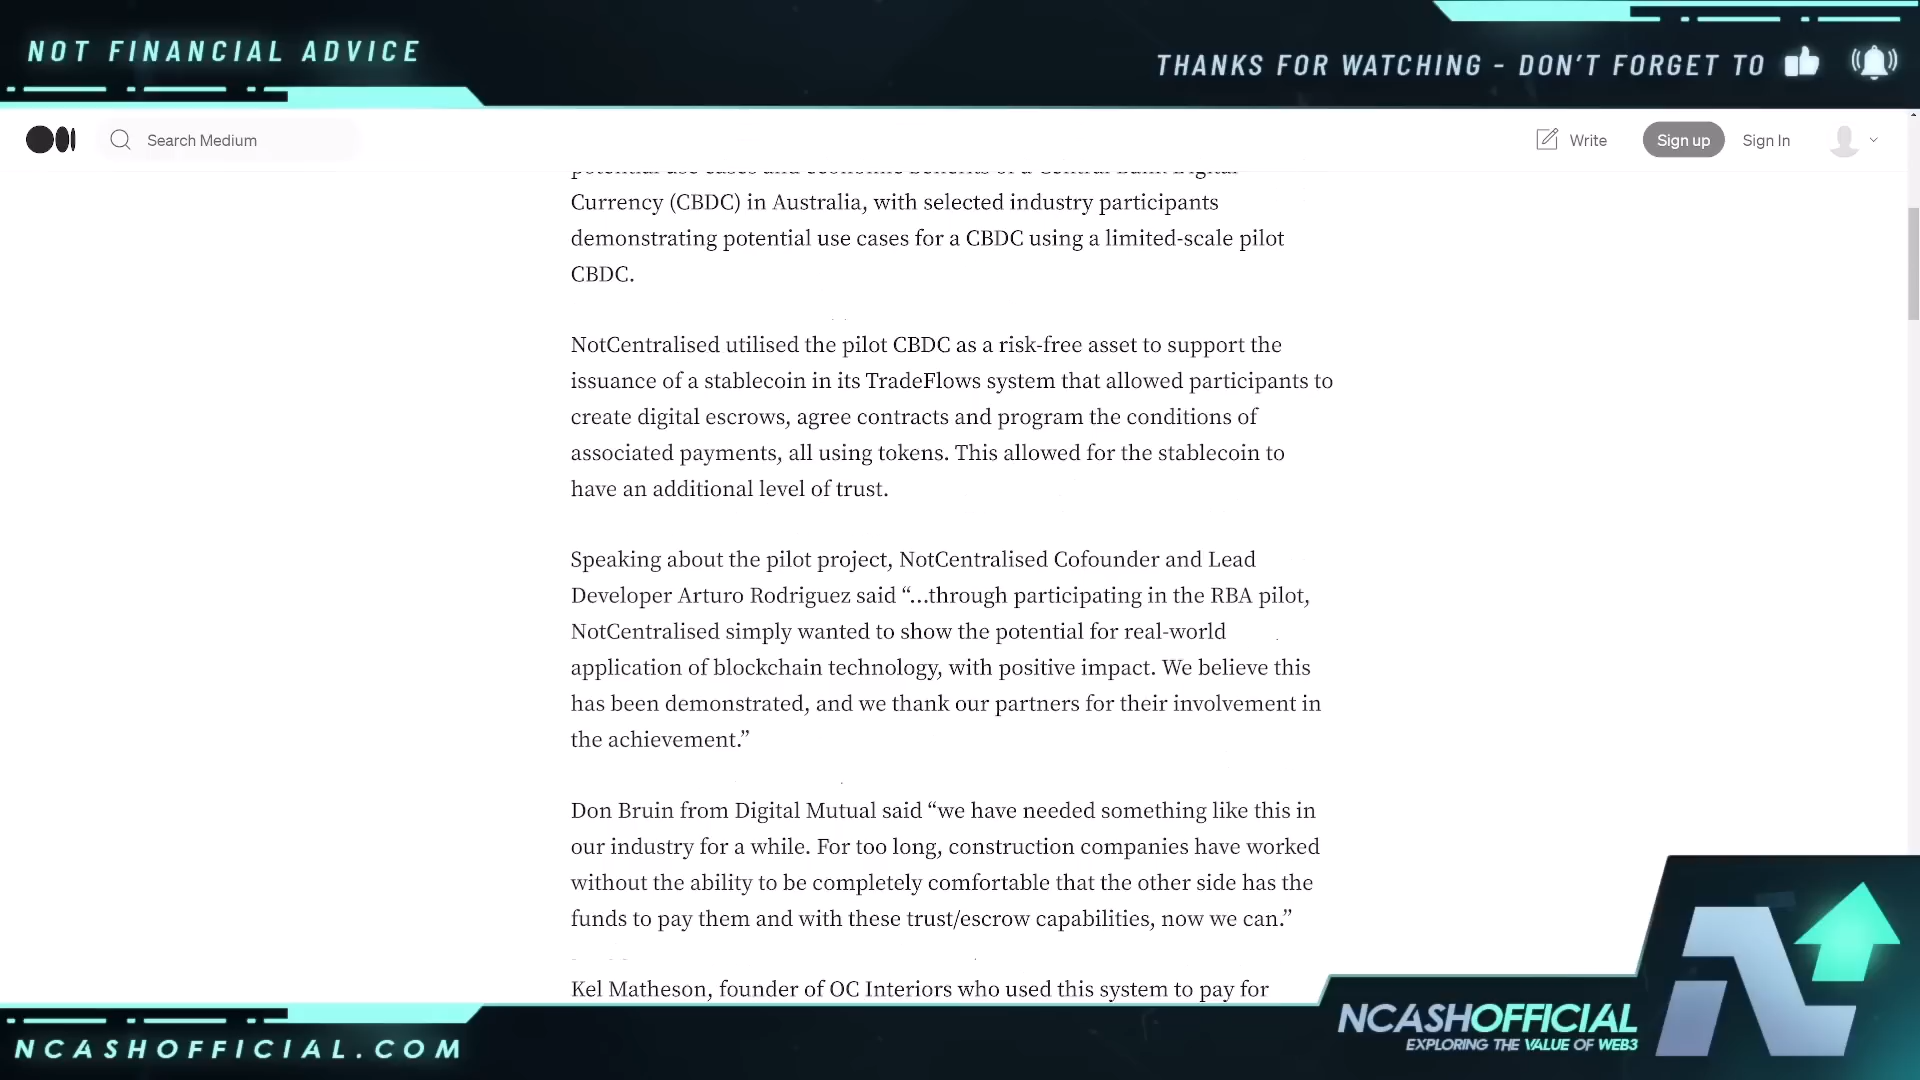 NOT FINANCIAL ADVICE
THANKS FOR WATCHING - DON'T FORGET TO
Search Medium
Write
Sign up
Sign In
potential use cases and economic benefits of a Central Bank Digital
Currency (CBDC) in Australia, with selected industry participants
demonstrating potential use cases for a CBDC using a limited-scale pilot
CBDC.
NotCentralised utilised the pilot CBDC as a risk-free asset to support the
issuance of a stablecoin in its TradeFlows system that allowed participants to
create digital escrows, agree contracts and program the conditions of
associated payments, all using tokens. This allowed for the stablecoin to
have an additional level of trust.
Speaking about the pilot project, NotCentralised Cofounder and Lead
Developer Arturo Rodriguez said “…through participating in the RBA pilot,
NotCentralised simply wanted to show the potential for real-world
application of blockchain technology, with positive impact. We believe this
has been demonstrated, and we thank our partners for their involvement in
the achievement.”
Don Bruin from Digital Mutual said “we have needed something like this in
our industry for a while. For too long, construction companies have worked
without the ability to be completely comfortable that the other side has the
funds to pay them and with these trust/escrow capabilities, now we can.”
Kel Matheson, founder of OC Interiors who used this system to pay for
NCASHOFFICIAL
EXPLORING THE VALUE OF WEB3
NCASHOFFICIAL.COM